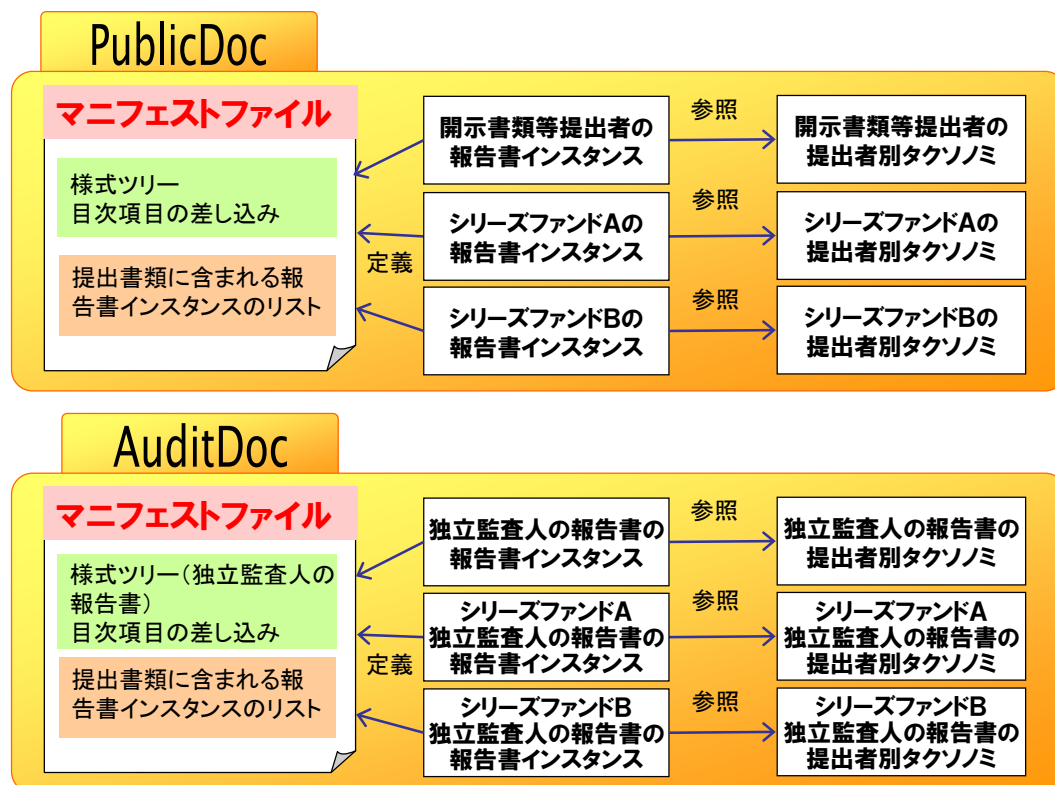 PublicDoc
マニフェストファイル
様式ツリー
目次項目の差し込み
提出書類に含まれる報
告書インスタンスのリスト
定義
開示書類等提出者の
報告書インスタンス
参照
開示書類等提出者の
提出者別タクソノミ
シリーズファンドAの
報告書インスタンス
参照
シリーズファンドAの
提出者別タクソノミ
シリーズファンドBの
報告書インスタンス
参照
シリーズファンドBの
提出者別タクソノミ
AuditDoc
マニフェストファイル
様式ツリー(独立監査人の
報告書)
目次項目の差し込み
提出書類に含まれる報
告書インスタンスのリスト
定義
独立監査人の報告書の
報告書インスタンス
参照
独立監査人の報告書の
提出者別タクソノミ
シリーズファンドA
独立監査人の報告書の
報告書インスタンス
参照
シリーズファンドA
独立監査人の報告書の
提出者別タクソノミ
シリーズファンドB
独立監査人の報告書の
報告書インスタンス
参照
シリーズファンドB
独立監査人の報告書の
提出者別タクソノミ